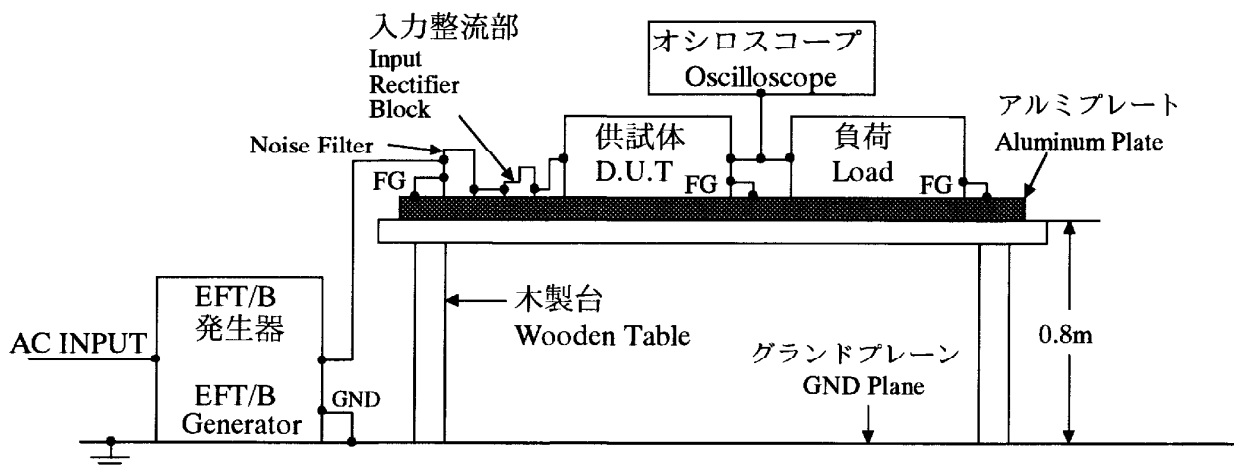 入力整流部
Input
Rectifier
Block
オシロスコープ
Oscilloscope
アルミプレート
Aluminum Plate
Noise Filter
供試体
D.U.T
負荷
Load
FG
FG
FG
EFT/B
発生器
EFT/B
Generator
AC INPUT
GND
木製台
Wooden Table
グランドプレーン
GND Plane
0.8m